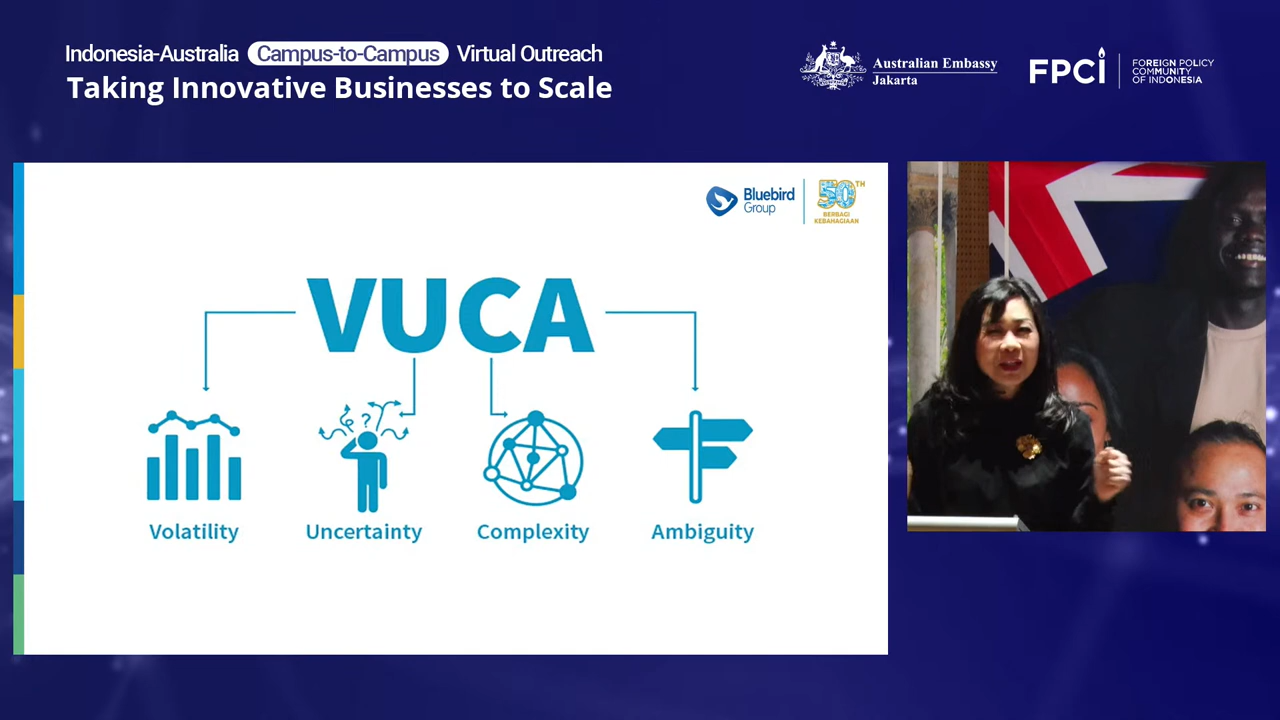 Indonesia-Australia Campus-to-Campus Virtual Outreach
Taking Innovative Businesses to Scale
Australian Embassy
Jakarta
FPCI
FOREIGN POLICY
COMMUNITY
OF INDONESIA
Bluebird
Group
50TH
BERBAGI
KEBAHAGIAAN
VUCA
?
Volatility
Uncertainty
Complexity
Ambiguity